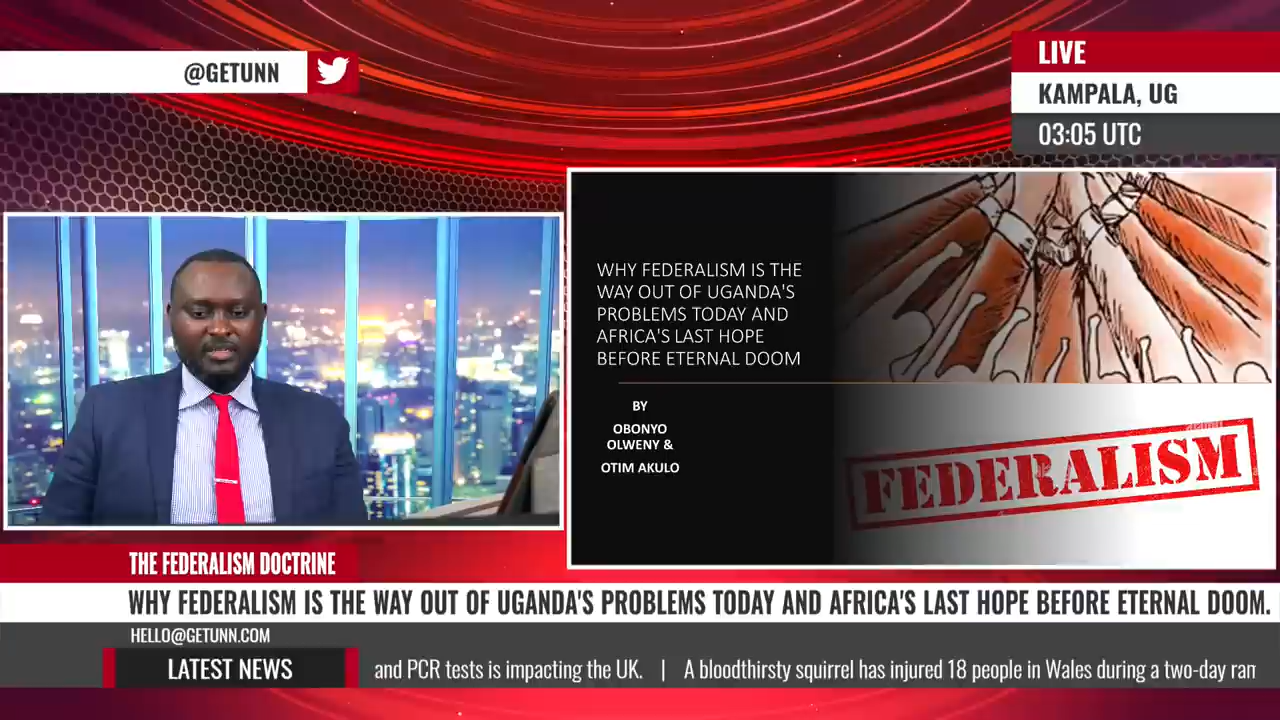 @GETUNN
LIVE
KAMPALA, UG
03:05 UTC
WHY FEDERALISM IS THE
WAY OUT OF UGANDA'S
PROBLEMS TODAY AND
AFRICA'S LAST HOPE
BEFORE ETERNAL DOOM
BY
OBONYO
OLWENY &
OTIM AKULO
FEDERALISM
THE FEDERALISM DOCTRINE
WHY FEDERALISM IS THE WAY OUT OF UGANDA'S PROBLEMS TODAY AND AFRICA'S LAST HOPE BEFORE ETERNAL DOOM.
HELLO@GETUNN.COM
LATEST NEWS
and PCR tests is impacting the UK. | A bloodthirsty squirrel has injured 18 people in Wales during a two-day ran